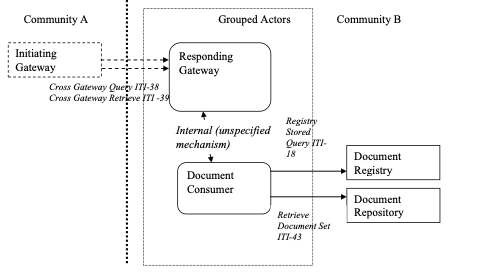 Community A
Grouped Actors
Community B
Initiating
Gateway
Responding
Gateway
Cross Gateway Query ITI-38
Cross Gateway Retrieve ITI -39
Internal (unspecified
mechanism)
Registry
Stored
Query ITI-
18
Document
Consumer
Document
Registry
Document
Repository
Retrieve
Document Set
ITI-43